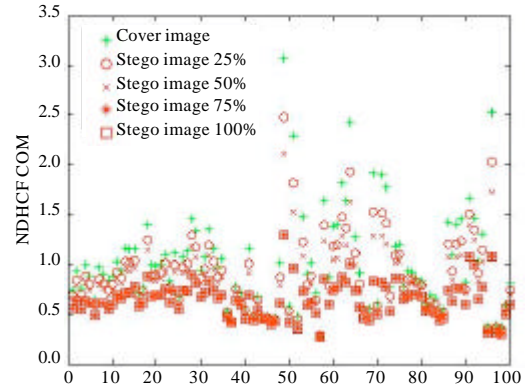 3.5
3.0
2.5
2.0
1.5
1.0
0.5
0.0
NDHCF COM
Cover image
Stego image 25%
Stego image 50%
Stego image 75%
Stego image 100%
0 10 20 30 40 50 60 70 80 90 100